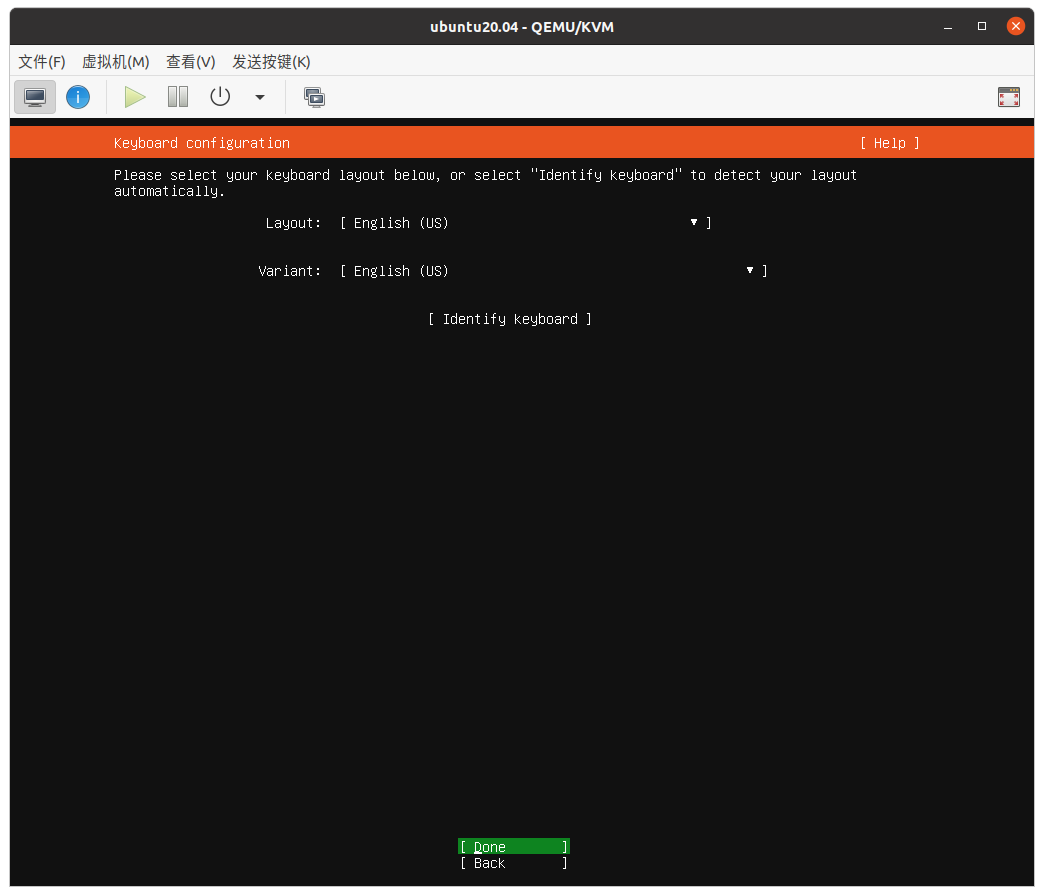 ubuntu20.04 - QEMU/KVM
文件(F) 虚拟机(M) 查看(V) 发送按键(K)
Keyboard configuration [ Help ]
Please select your keyboard layout below, or select "Identify keyboard" to detect your layout
automatically.
Layout: [ English (US) ▾ ]
Variant: [ English (US) ▾ ]
[ Identify keyboard ]
[ Done ]
[ Back ]